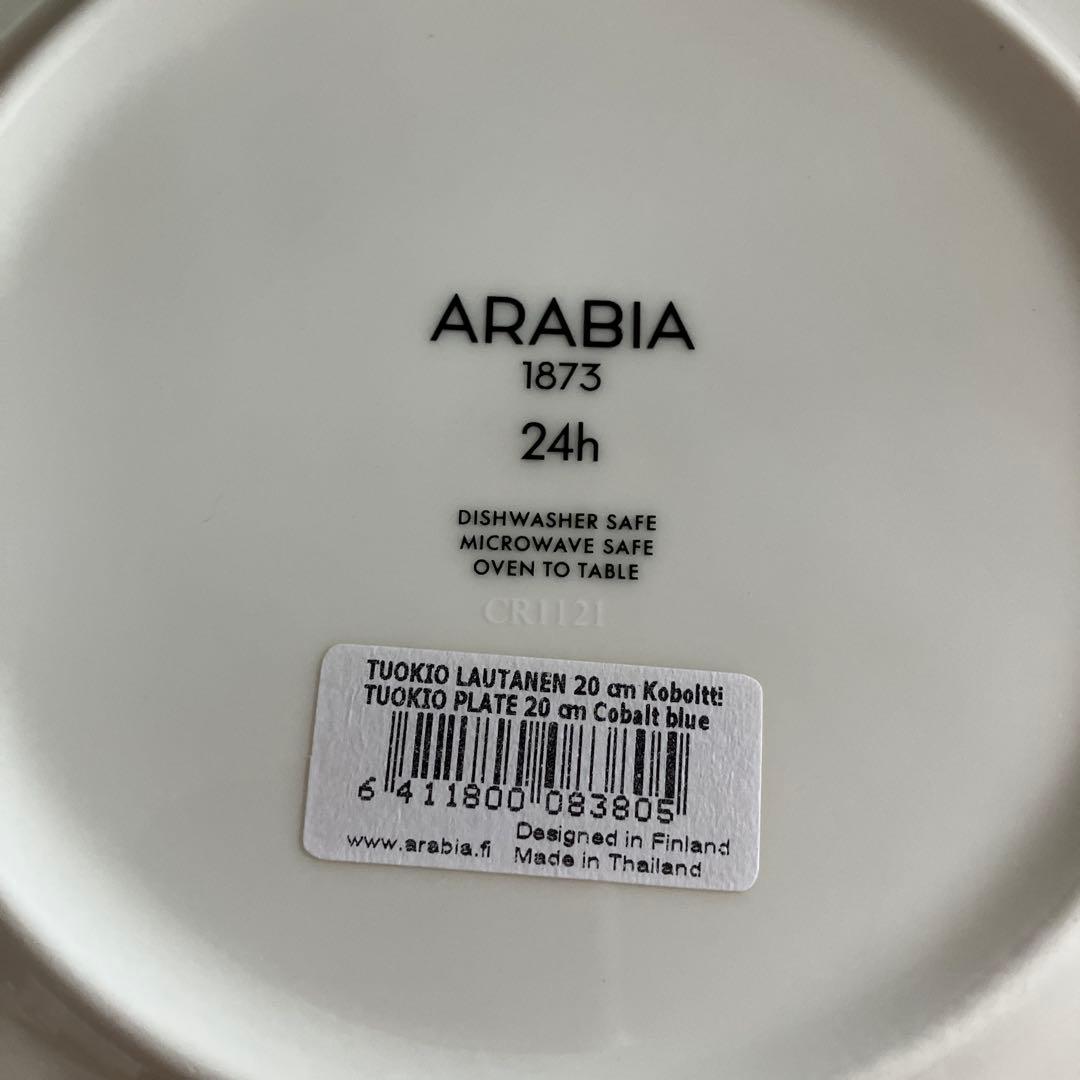 ARABIA
1873
24h
DISHWASHER SAFE
MICROWAVE SAFE
OVEN TO TABLE
CR1121
TUOKIO LAUTANEN 20 cm Koboltti
TUOKIO PLATE 20 cm Cobalt blue
6 411800 083805
www.arabia.fi
Designed in Finland
Made in Thailand